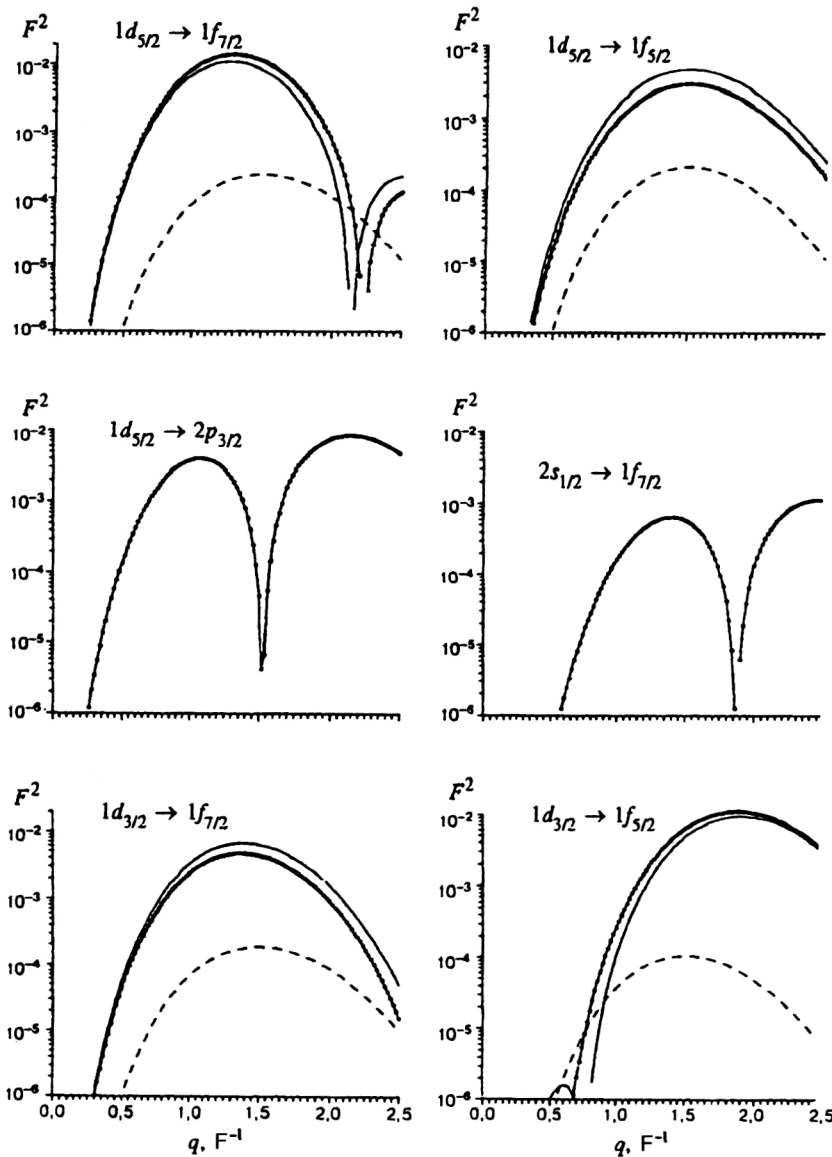 F²
1d₅/₂ → 1f₇/₂
10⁻²
10⁻³
10⁻⁴
10⁻⁵
10⁻⁶
F²
1d₅/₂ → 1f₅/₂
10⁻²
10⁻³
10⁻⁴
10⁻⁵
10⁻⁶
F²
1d₅/₂ → 2p₃/₂
10⁻²
10⁻³
10⁻⁴
10⁻⁵
10⁻⁶
F²
2s₁/₂ → 1f₇/₂
10⁻²
10⁻³
10⁻⁴
10⁻⁵
10⁻⁶
F²
1d₃/₂ → 1f₇/₂
10⁻²
10⁻³
10⁻⁴
10⁻⁵
10⁻⁶
0,0 0,5 1,0 1,5 2,0 2,5
q, F⁻¹
F²
1d₃/₂ → 1f₅/₂
10⁻²
10⁻³
10⁻⁴
10⁻⁵
10⁻⁶
0,0 0,5 1,0 1,5 2,0 2,5
q, F⁻¹